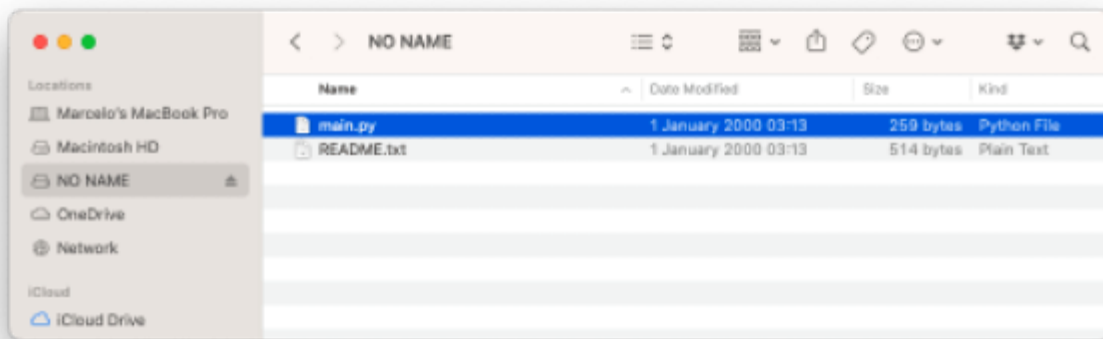 NO NAME
Name Date Modified Size Kind
main.py 1 January 2000 03:13 259 bytes Python File
README.txt 1 January 2000 03:13 514 bytes Plain Text
Locations
Marcelo's MacBook Pro
Macintosh HD
NO NAME
OneDrive
Network
iCloud
iCloud Drive